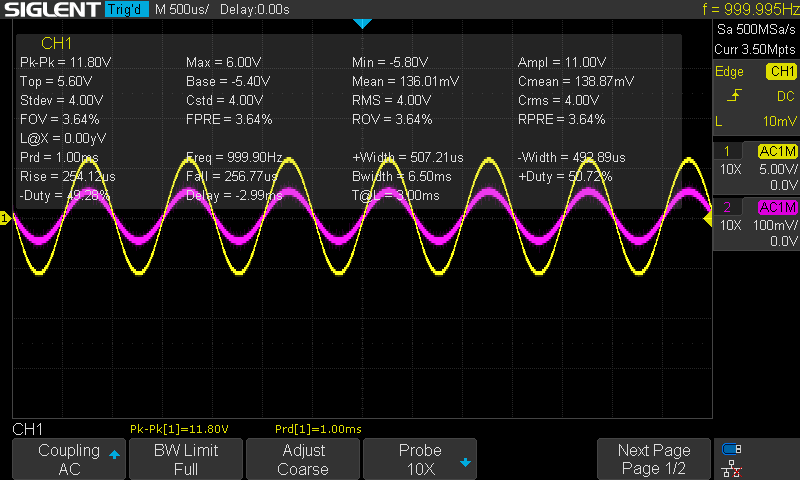 SIGLENT Trig'd M 500us/ Delay:0.00s f = 999.995Hz
Sa 500MSa/s
Curr 3.50Mpts
CH1
Pk-Pk = 11.80V Max = 6.00V Min = -5.80V Ampl = 11.00V
Top = 5.60V Base = -5.40V Mean = 136.01mV Cmean = 138.87mV
Stdev = 4.00V Cstd = 4.00V RMS = 4.00V Crms = 4.00V
FOV = 3.64% FPRE = 3.64% ROV = 3.64% RPRE = 3.64%
L@X = 0.00yV
Prd = 1.00ms Freq = 999.90Hz +Width = 507.21us -Width = 492.89us
Rise = 254.12us Fall = 256.77us Bwidth = 6.50ms +Duty = 50.72%
-Duty = 49.28% Delay = -2.99ms T@L = 3.00ms
Edge CH1
DC
L 10mV
1 AC1M
10X 5.00V/
0.0V
2 AC1M
10X 100mV/
0.0V
1
CH1 Pk-Pk[1]=11.80V Prd[1]=1.00ms
Coupling
AC
BW Limit
Full
Adjust
Coarse
Probe
10X
Next Page
Page 1/2